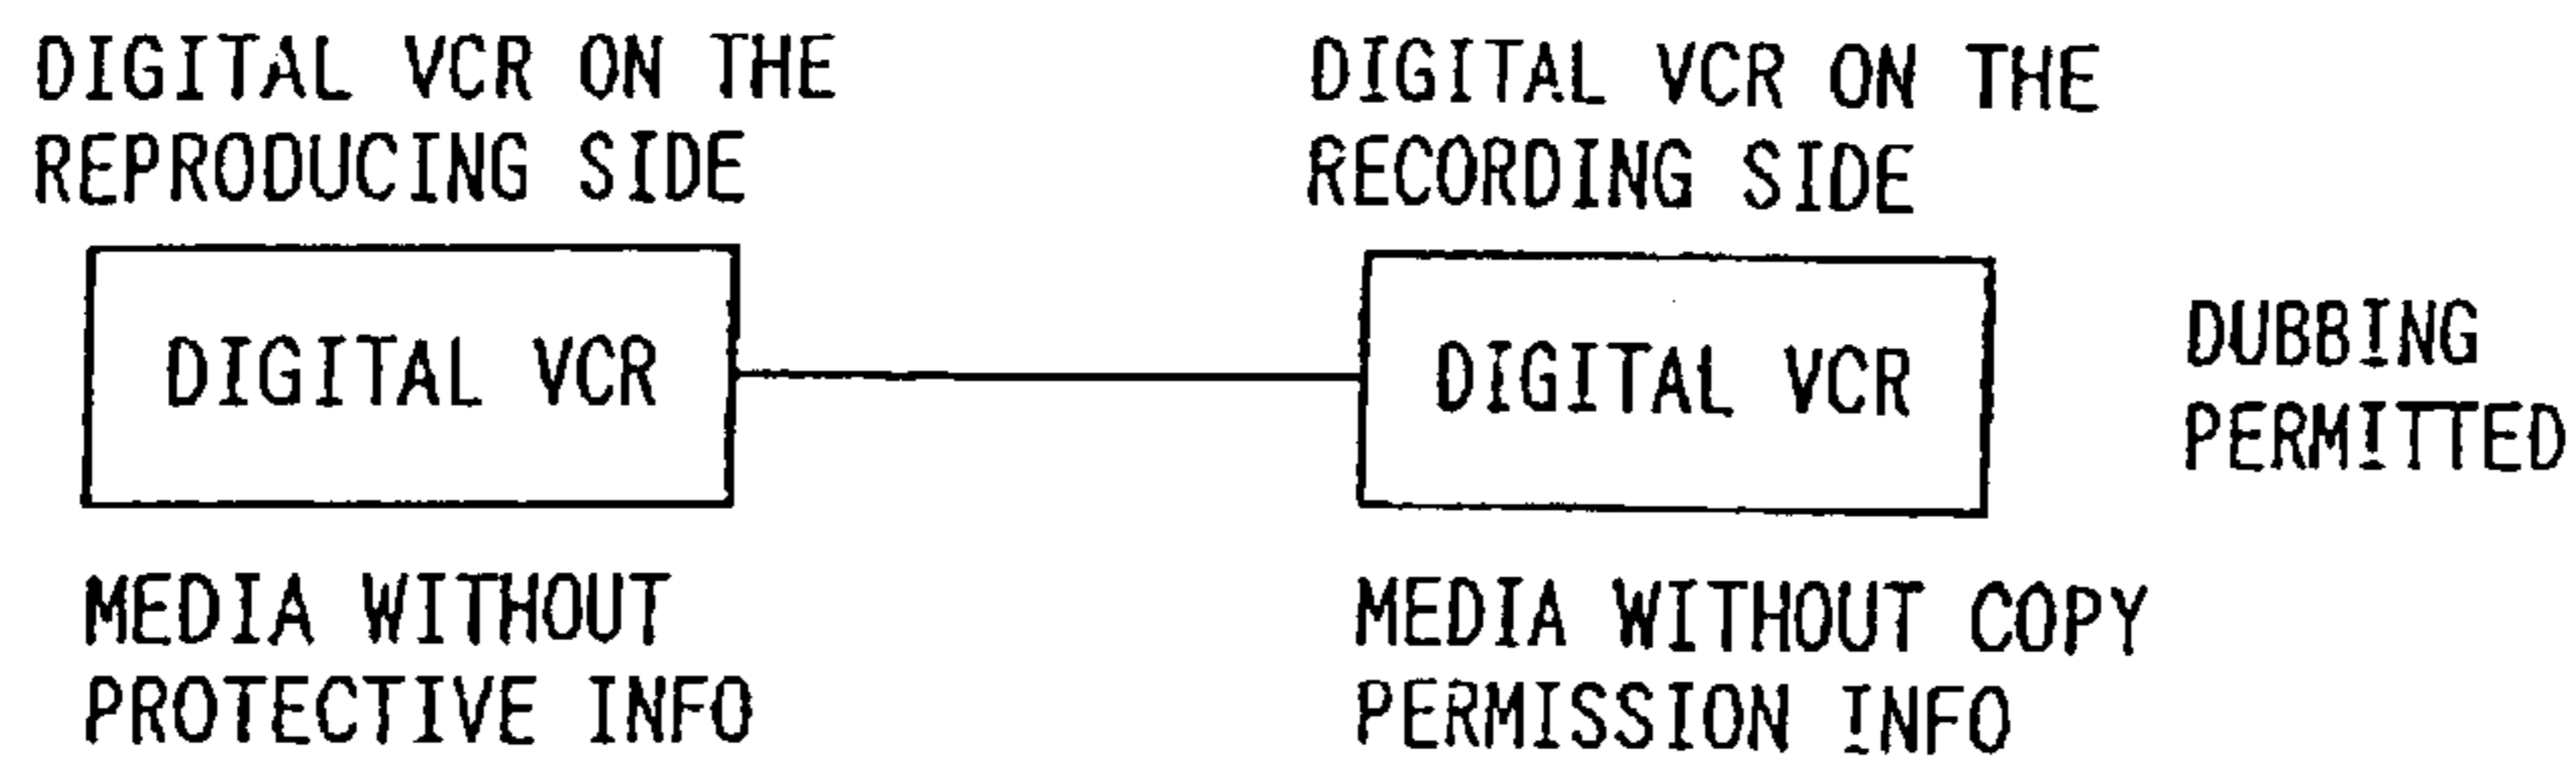 DIGITAL VCR ON THE
REPRODUCING SIDE
DIGITAL VCR ON THE
RECORDING SIDE
DIGITAL VCR
DIGITAL VCR
DUBBING
PERMITTED
MEDIA WITHOUT
PROTECTIVE INFO
MEDIA WITHOUT COPY
PERMISSION INFO